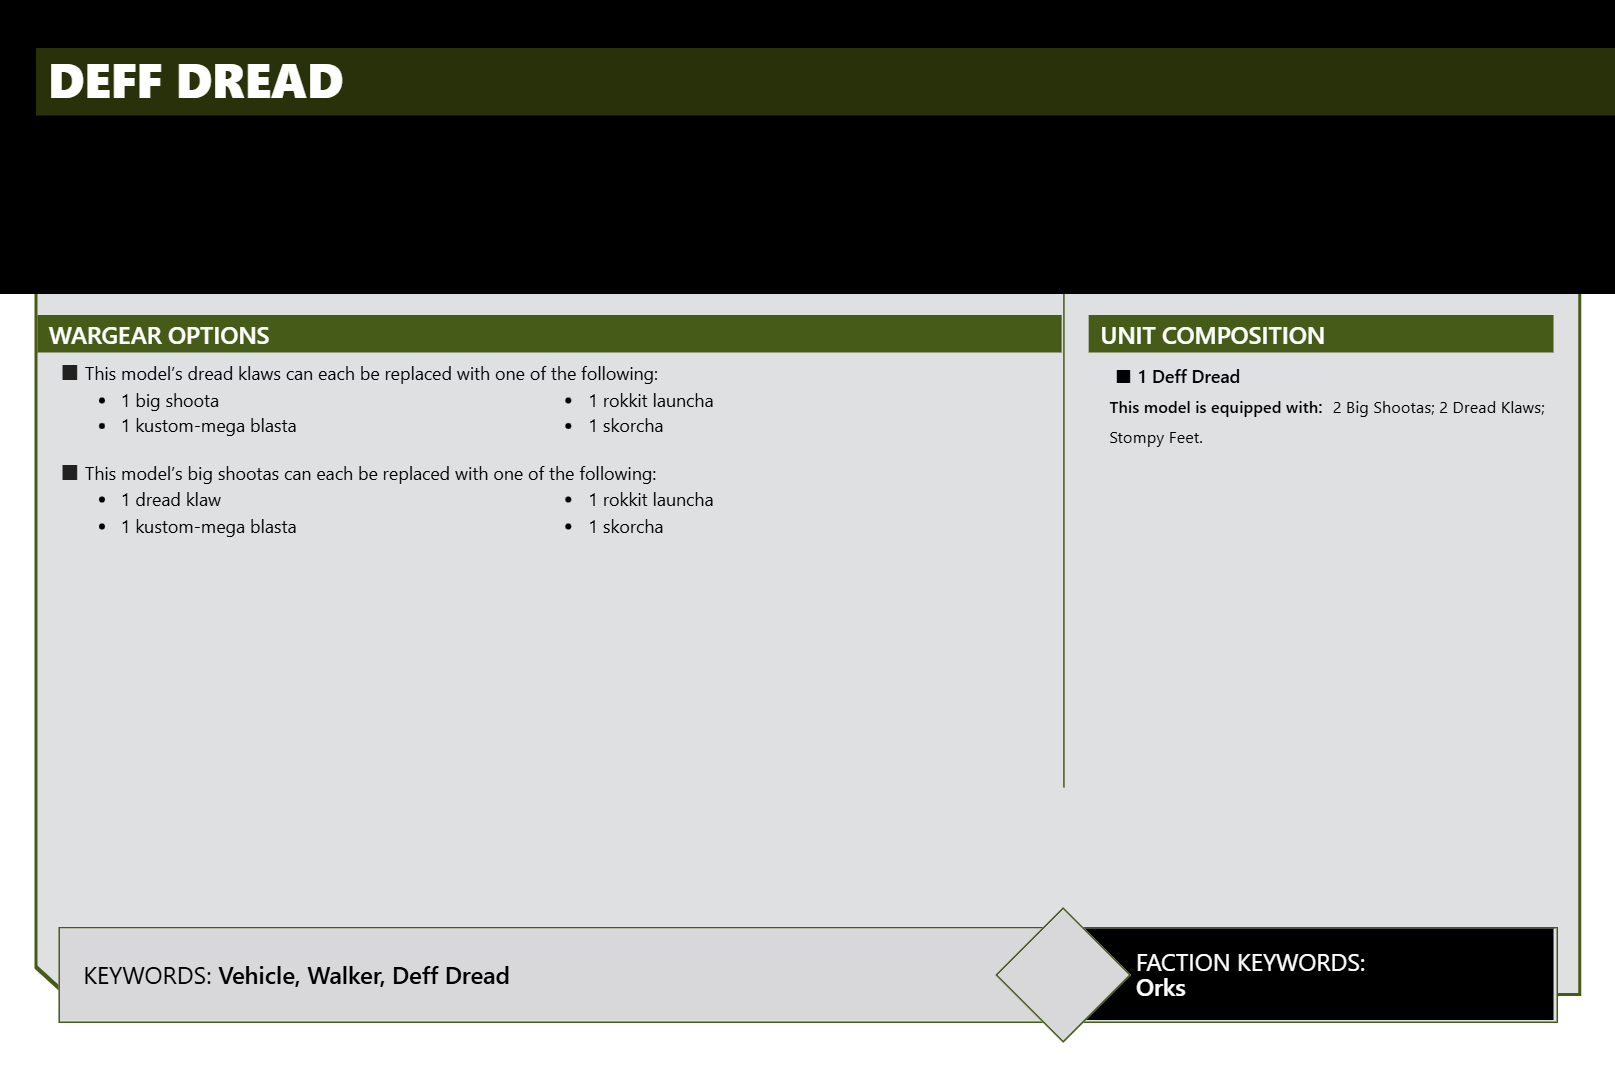 DEFF DREAD
WARGEAR OPTIONS
■ This model’s dread klaws can each be replaced with one of the following:
• 1 big shoota
• 1 rokkit launcha
• 1 kustom-mega blasta
• 1 skorcha
■ This model’s big shootas can each be replaced with one of the following:
• 1 dread klaw
• 1 rokkit launcha
• 1 kustom-mega blasta
• 1 skorcha
UNIT COMPOSITION
■ 1 Deff Dread
This model is equipped with: 2 Big Shootas; 2 Dread Klaws;
Stompy Feet.
KEYWORDS: Vehicle, Walker, Deff Dread
FACTION KEYWORDS:
Orks